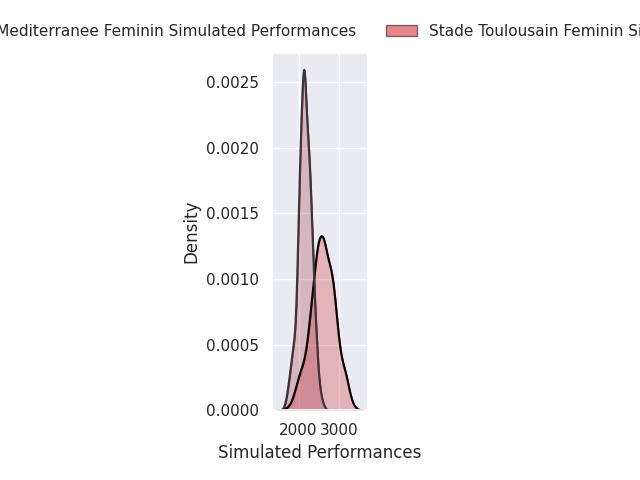 Mediterranee Feminin Simulated Performances
Stade Toulousain Feminin
0.0025
0.0020
0.0015
0.0010
0.0005
0.0000
Density
2000 3000
Simulated Performances